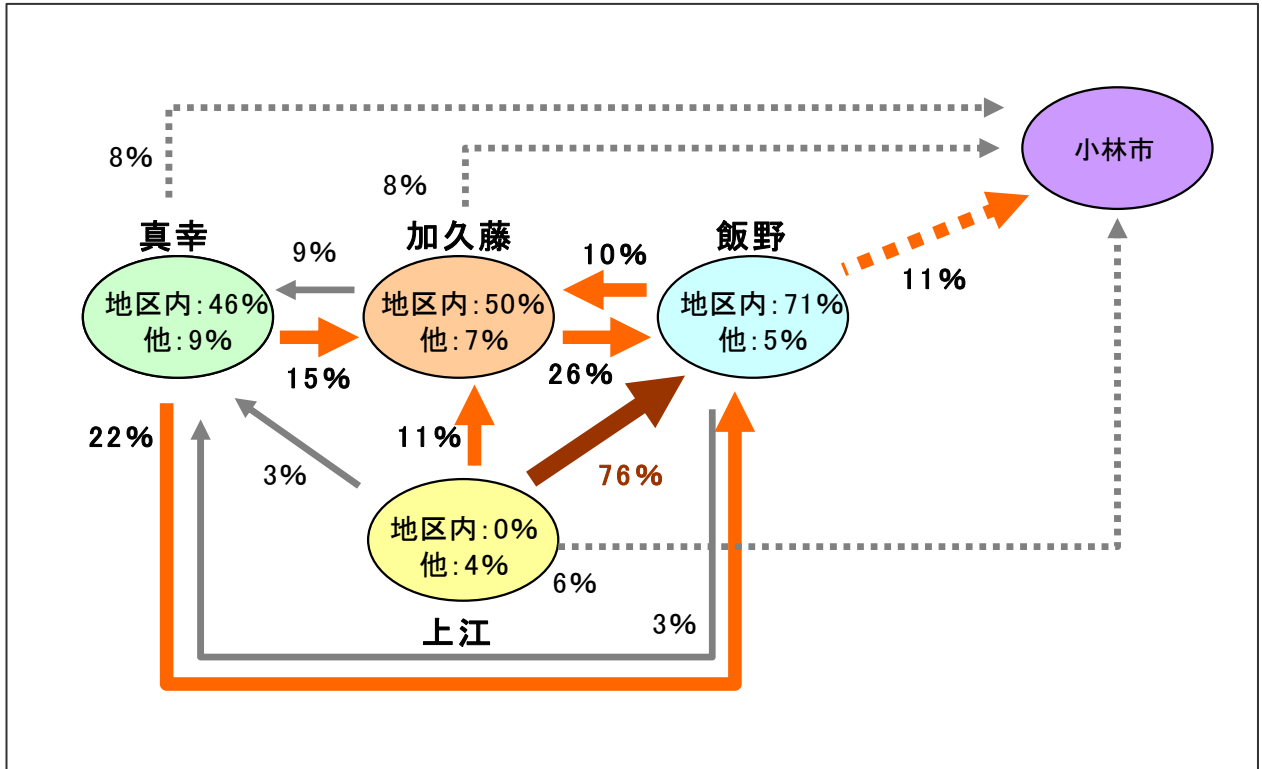 小林市
8%
8%
真幸
9%
加久藤
10%
飯野
11%
地区内:46%
他:9%
地区内:50%
他:7%
地区内:71%
他:5%
15%
26%
22%
3%
11%
76%
地区内:0%
他:4%
6%
上江
3%